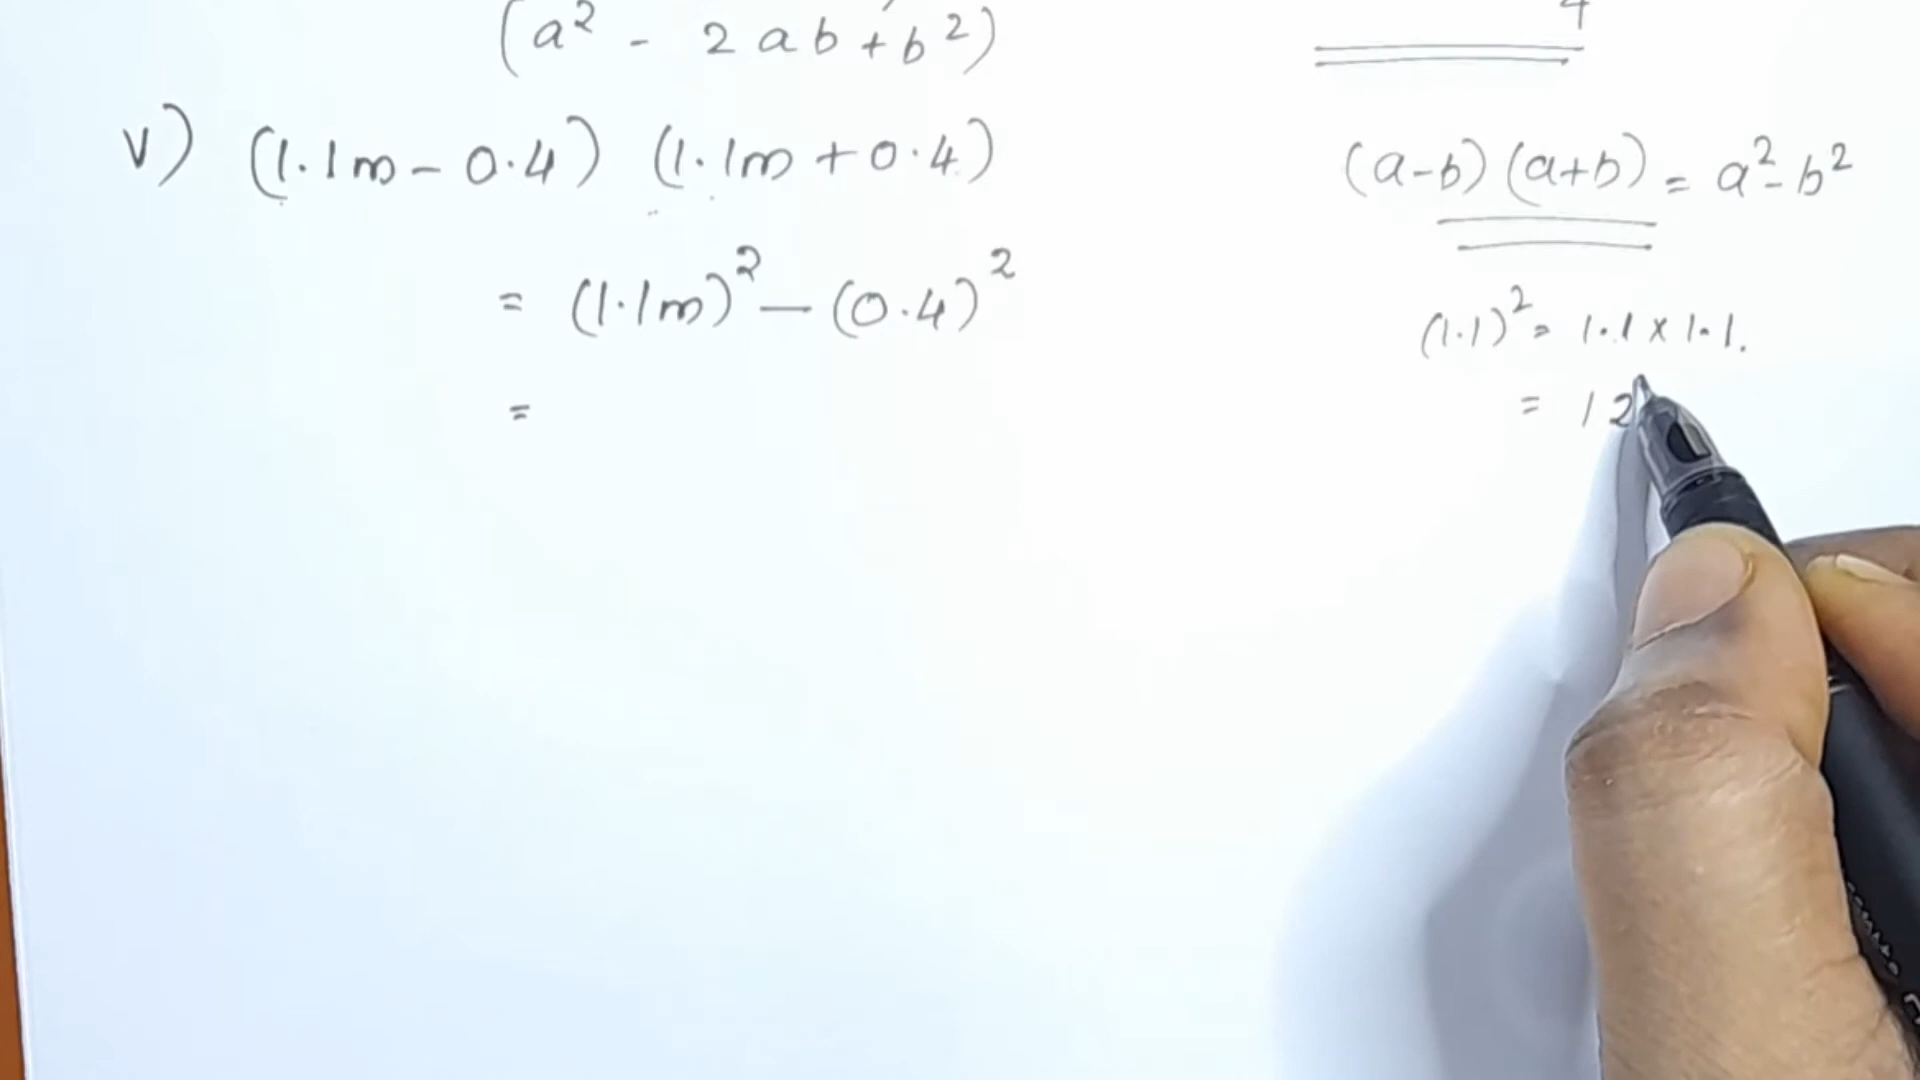 (a² - 2ab + b²)
4
v) (1.1m - 0.4) (1.1m + 0.4)
(a-b)(a+b) = a² - b²
= (1.1m)² - (0.4)²
(1.1)² = 1.1 × 1.1.
=
= 12